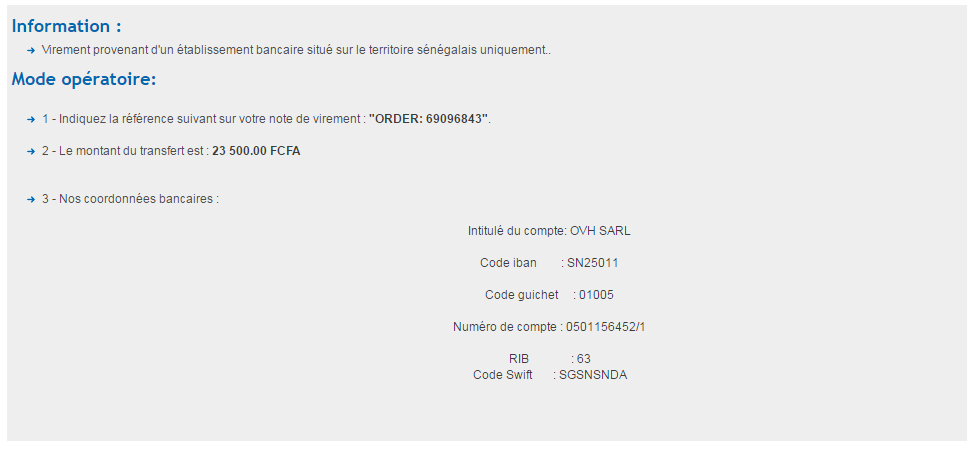 Information :
Virement provenant d'un établissement bancaire situé sur le territoire sénégalais uniquement..
Mode opératoire:
1 - Indiquez la référence suivant sur votre note de virement : "ORDER: 69096843".
2 - Le montant du transfert est : 23 500.00 FCFA
3 - Nos coordonnées bancaires :
Intitulé du compte: OVH SARL
Code iban : SN25011
Code guichet : 01005
Numéro de compte : 0501156452/1
RIB : 63
Code Swift : SGSNSNDA